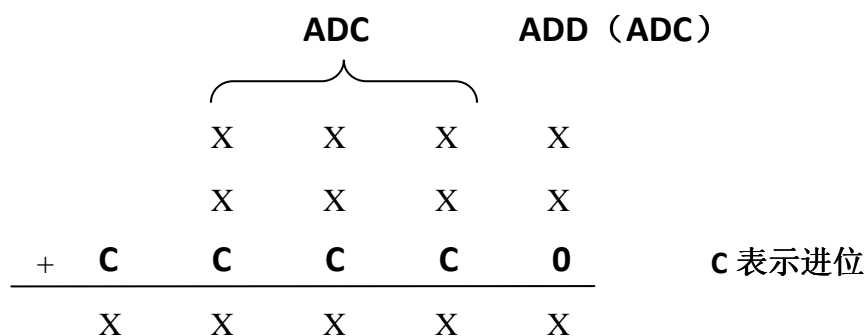 ADC ADD（ADC）
X X X X
X X X X
+ C C C C 0 C 表示进位
X X X X X